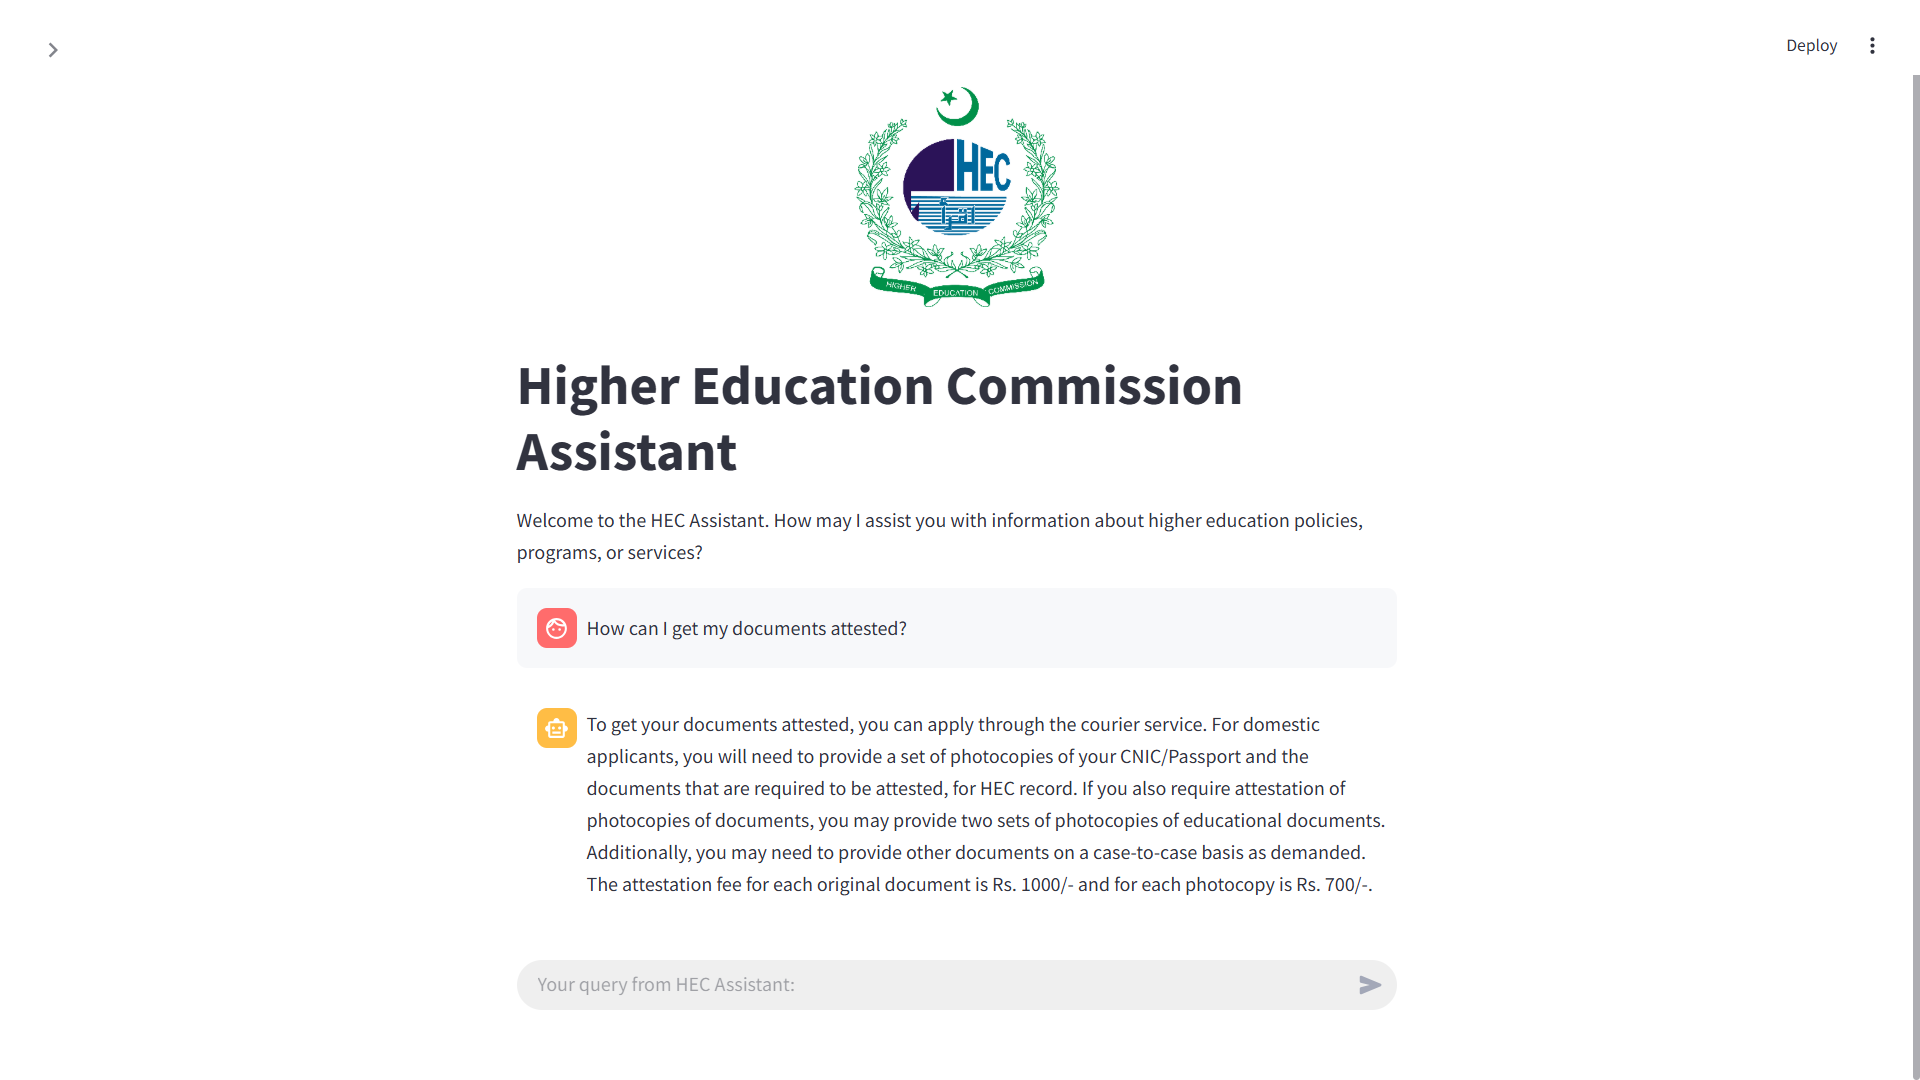 Deploy
HEC
اقرأ
HIGHER EDUCATION COMMISSION
Higher Education Commission
Assistant
Welcome to the HEC Assistant. How may I assist you with information about higher education policies,
programs, or services?
How can I get my documents attested?
To get your documents attested, you can apply through the courier service. For domestic
applicants, you will need to provide a set of photocopies of your CNIC/Passport and the
documents that are required to be attested, for HEC record. If you also require attestation of
photocopies of documents, you may provide two sets of photocopies of educational documents.
Additionally, you may need to provide other documents on a case-to-case basis as demanded.
The attestation fee for each original document is Rs. 1000/- and for each photocopy is Rs. 700/-.
Your query from HEC Assistant: